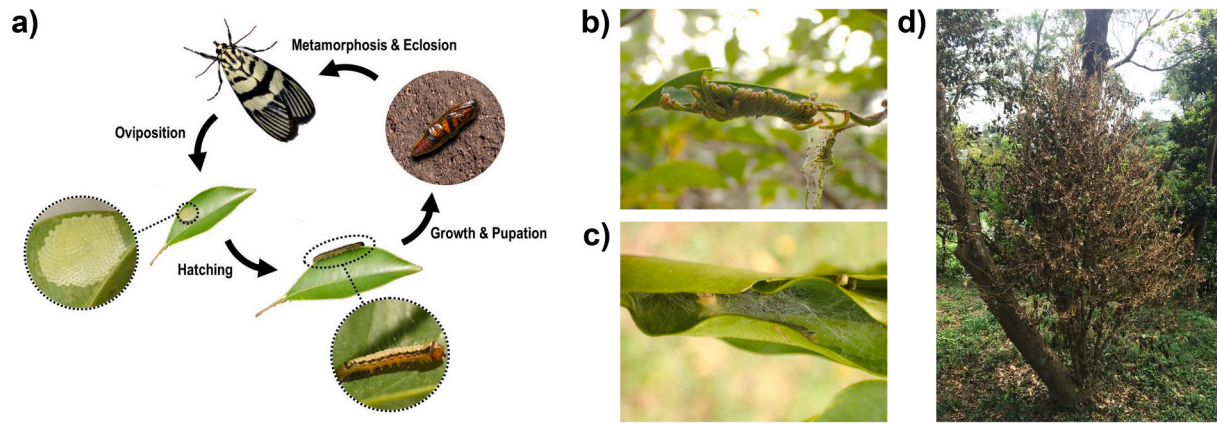 a)
Metamorphosis & Eclosion
Oviposition
Hatching
Growth & Pupation
b)
c)
d)